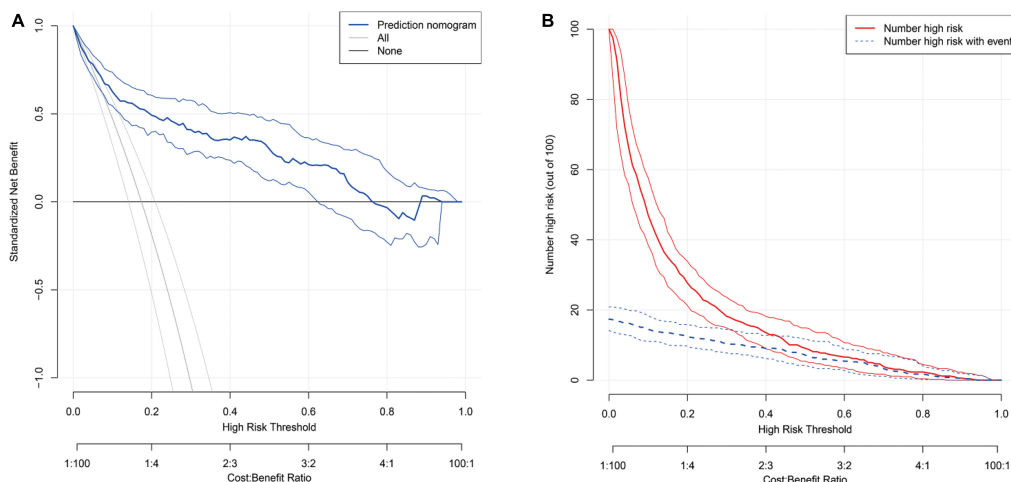 A
Prediction nomogram
All
None
Standardized Net Benefit
1.0
0.5
0.0
−0.5
−1.0
0.0 0.2 0.4 0.6 0.8 1.0
High Risk Threshold
1:100 1:4 2:3 3:2 4:1 100:1
Cost:Benefit Ratio
B
Number high risk
Number high risk with event
Number high risk (out of 100)
100
80
60
40
20
0
0.0 0.2 0.4 0.6 0.8 1.0
High Risk Threshold
1:100 1:4 2:3 3:2 4:1 100:1
Cost:Benefit Ratio